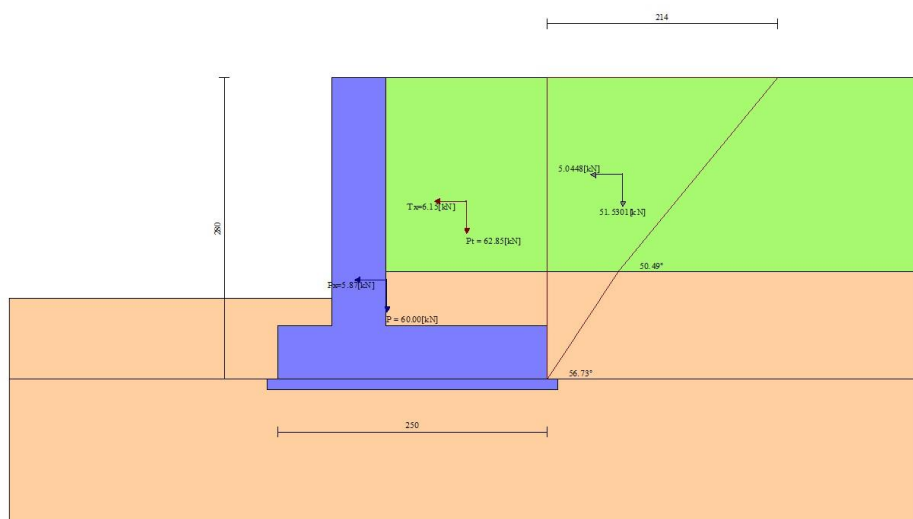 214
5.0448[kN]
280
Tx=6.15[kN]
51.5301[kN]
Pt = 62.85[kN]
50.49°
Px=5.87[kN]
P = 60.00[kN]
56.73°
250